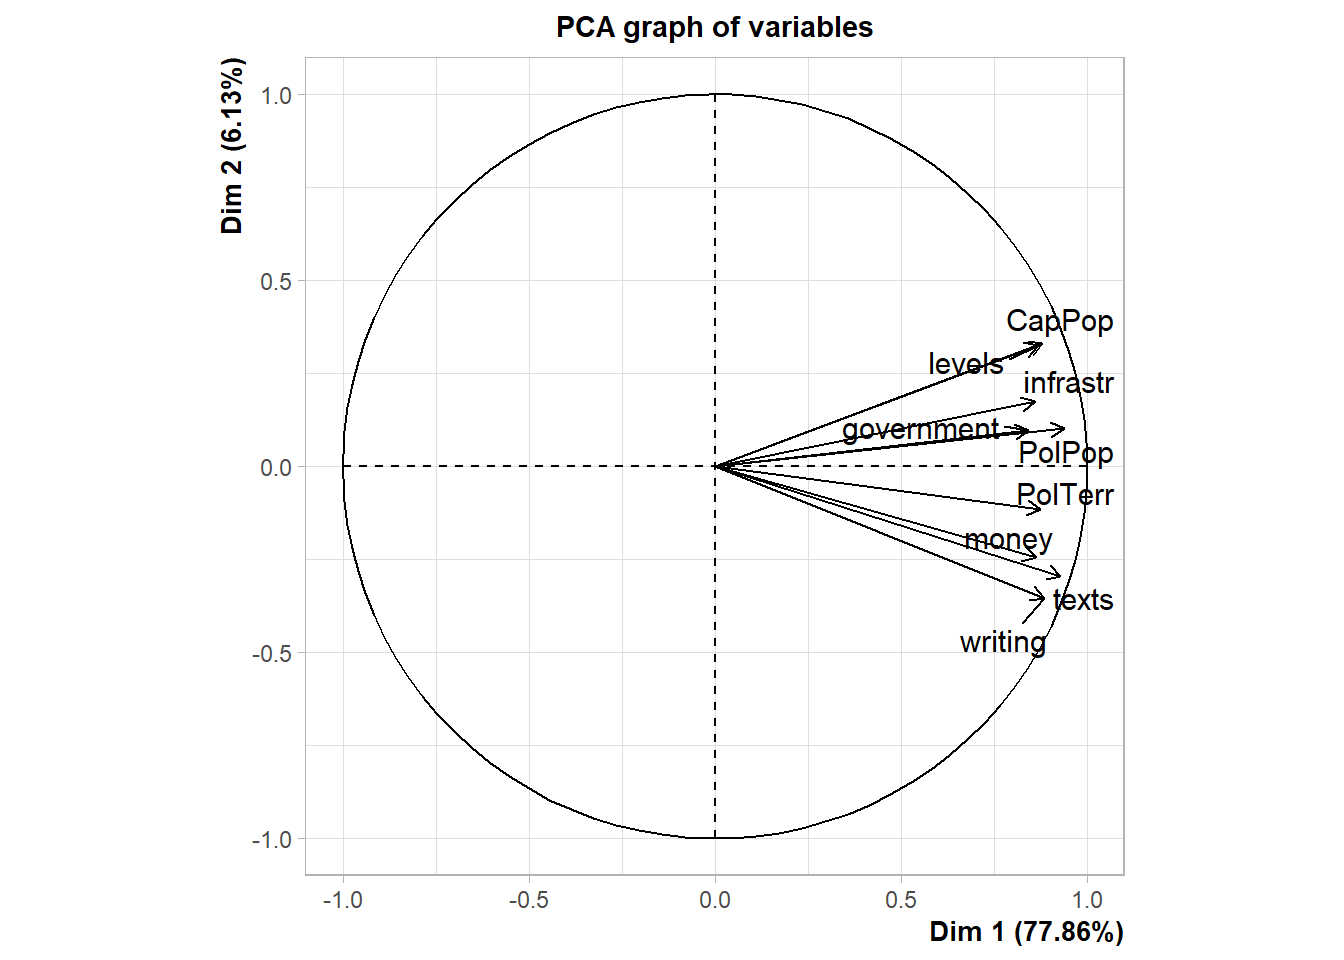 PCA graph of variables
Dim 2 (6.13%)
1.0
0.5
0.0
-0.5
-1.0
CapPop
levels
infrastr
government
PolPop
PolTerr
money
texts
writing
-1.0 -0.5 0.0 0.5 1.0
Dim 1 (77.86%)